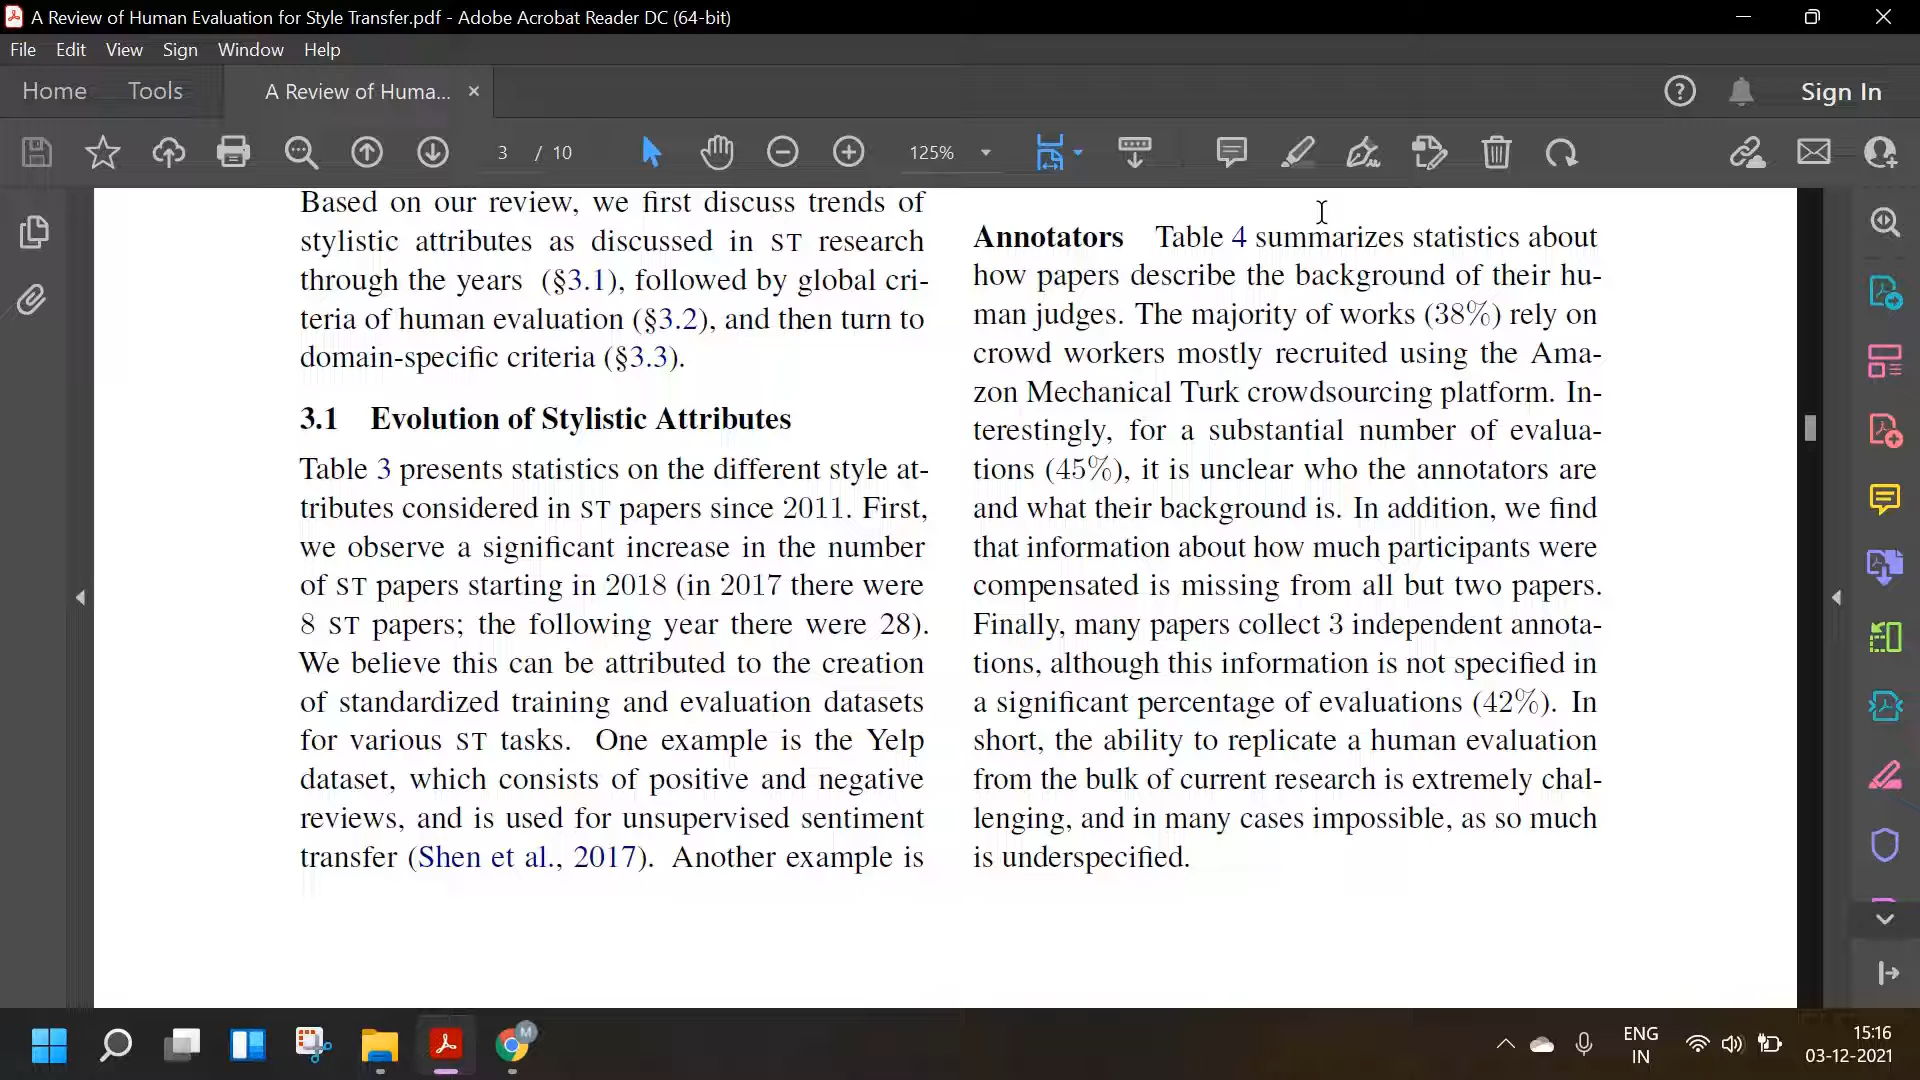 A Review of Human Evaluation for Style Transfer.pdf - Adobe Acrobat Reader DC (64-bit)
File Edit View Sign Window Help
Home Tools A Review of Huma... × Sign In
3 / 10 125%
Based on our review, we first discuss trends of
stylistic attributes as discussed in ST research
through the years (§3.1), followed by global cri-
teria of human evaluation (§3.2), and then turn to
domain-specific criteria (§3.3).
3.1 Evolution of Stylistic Attributes
Table 3 presents statistics on the different style at-
tributes considered in ST papers since 2011. First,
we observe a significant increase in the number
of ST papers starting in 2018 (in 2017 there were
8 ST papers; the following year there were 28).
We believe this can be attributed to the creation
of standardized training and evaluation datasets
for various ST tasks. One example is the Yelp
dataset, which consists of positive and negative
reviews, and is used for unsupervised sentiment
transfer (Shen et al., 2017). Another example is
Annotators Table 4 summarizes statistics about
how papers describe the background of their hu-
man judges. The majority of works (38%) rely on
crowd workers mostly recruited using the Ama-
zon Mechanical Turk crowdsourcing platform. In-
terestingly, for a substantial number of evalua-
tions (45%), it is unclear who the annotators are
and what their background is. In addition, we find
that information about how much participants were
compensated is missing from all but two papers.
Finally, many papers collect 3 independent annota-
tions, although this information is not specified in
a significant percentage of evaluations (42%). In
short, the ability to replicate a human evaluation
from the bulk of current research is extremely chal-
lenging, and in many cases impossible, as so much
is underspecified.
M
ENG
IN
15:16
03-12-2021